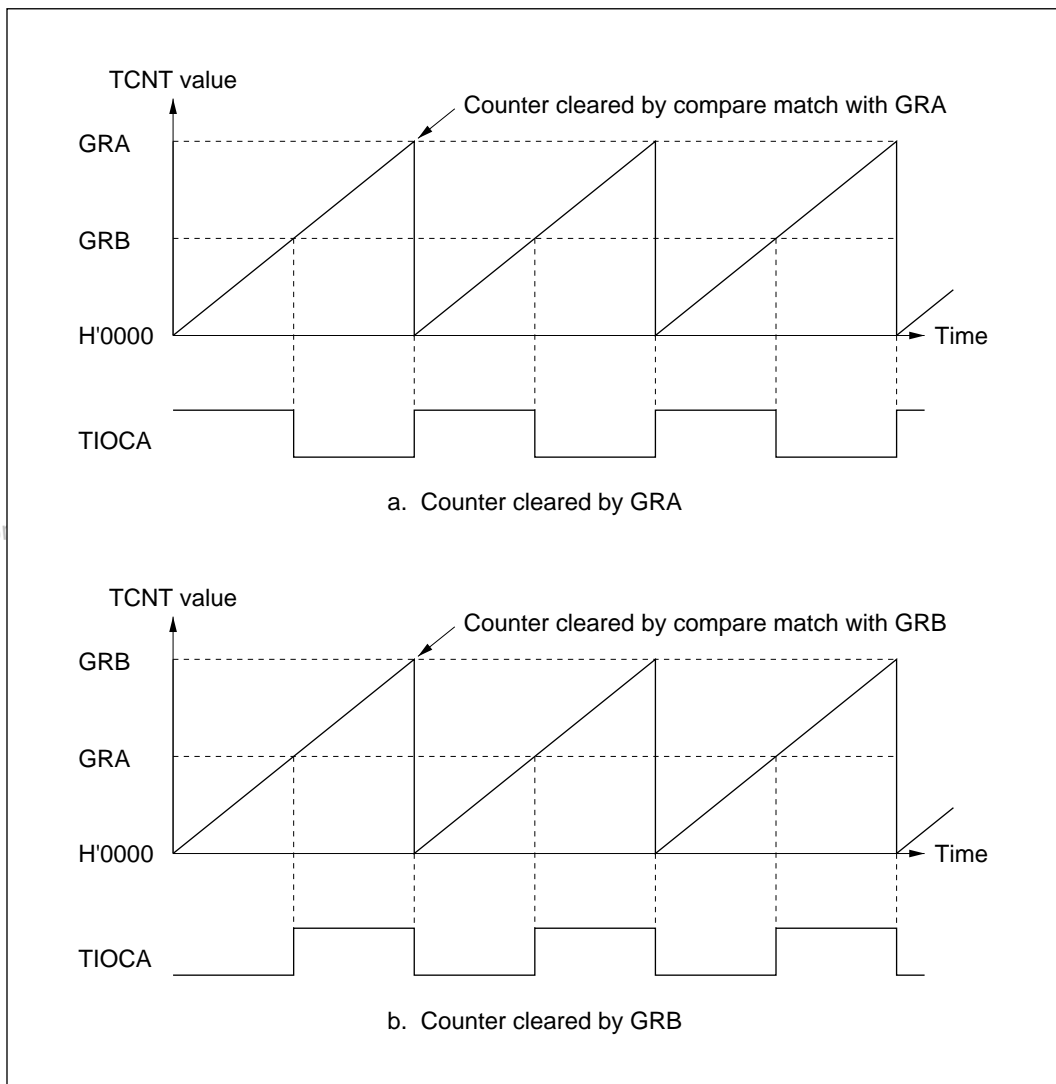 TCNT value
Counter cleared by compare match with GRA
GRA
GRB
H'0000
Time
TIOCA
a. Counter cleared by GRA
TCNT value
Counter cleared by compare match with GRB
GRB
GRA
H'0000
Time
TIOCA
b. Counter cleared by GRB